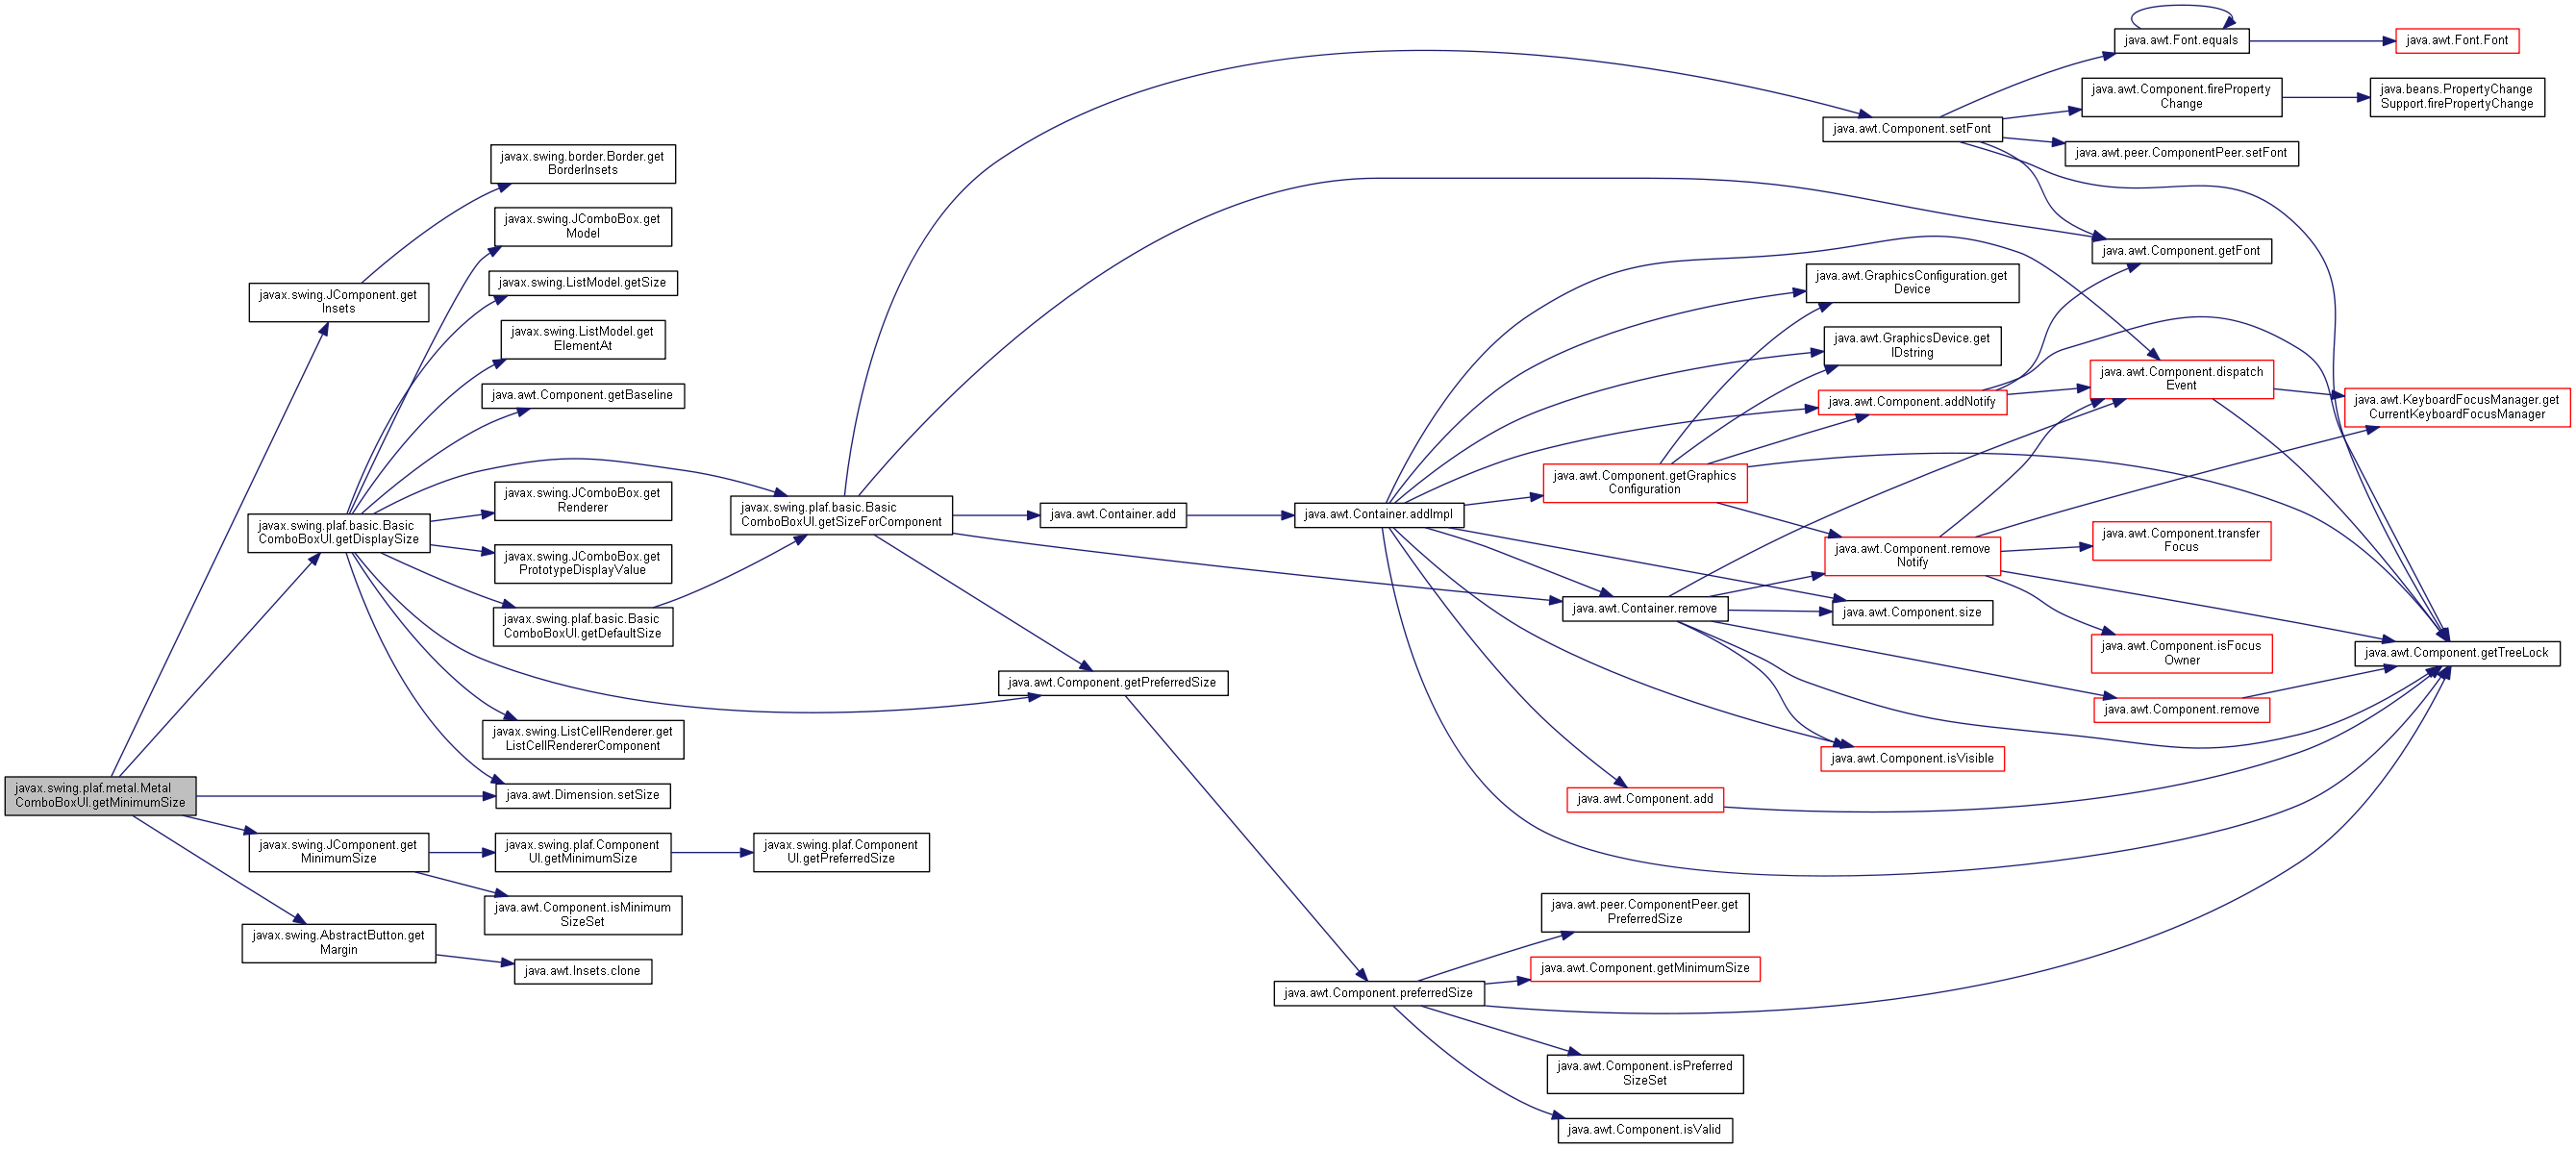 javax.swing.plaf.metal.Metal
ComboBoxUI.getMinimumSize
javax.swing.JComponent.get
Insets
javax.swing.plaf.basic.Basic
ComboBoxUI.getDisplaySize
javax.swing.JComponent.get
MinimumSize
javax.swing.AbstractButton.get
Margin
javax.swing.border.Border.get
BorderInsets
javax.swing.JComboBox.get
Model
javax.swing.ListModel.getSize
javax.swing.ListModel.get
ElementAt
java.awt.Component.getBaseline
javax.swing.JComboBox.get
Renderer
javax.swing.JComboBox.get
PrototypeDisplayValue
javax.swing.plaf.basic.Basic
ComboBoxUI.getDefaultSize
javax.swing.ListCellRenderer.get
ListCellRendererComponent
java.awt.Dimension.setSize
javax.swing.plaf.Component
UI.getMinimumSize
java.awt.Component.isMinimum
SizeSet
java.awt.Insets.clone
javax.swing.plaf.basic.Basic
ComboBoxUI.getSizeForComponent
javax.swing.plaf.Component
UI.getPreferredSize
java.awt.Container.add
java.awt.Component.getPreferredSize
java.awt.Container.addImpl
java.awt.Component.preferredSize
java.awt.Component.getGraphics
Configuration
java.awt.Container.remove
java.awt.Component.add
java.awt.peer.ComponentPeer.get
PreferredSize
java.awt.Component.getMinimumSize
java.awt.Component.isPreferred
SizeSet
java.awt.Component.isValid
java.awt.Component.setFont
java.awt.GraphicsConfiguration.get
Device
java.awt.GraphicsDevice.get
IDstring
java.awt.Component.addNotify
java.awt.Component.remove
Notify
java.awt.Component.size
java.awt.Component.isVisible
java.awt.Font.equals
java.awt.Component.fireProperty
Change
java.awt.peer.ComponentPeer.setFont
java.awt.Component.getFont
java.awt.Component.dispatch
Event
java.awt.Component.transfer
Focus
java.awt.Component.isFocus
Owner
java.awt.Component.remove
java.awt.Font.Font
java.beans.PropertyChange
Support.firePropertyChange
java.awt.KeyboardFocusManager.get
CurrentKeyboardFocusManager
java.awt.Component.getTreeLock